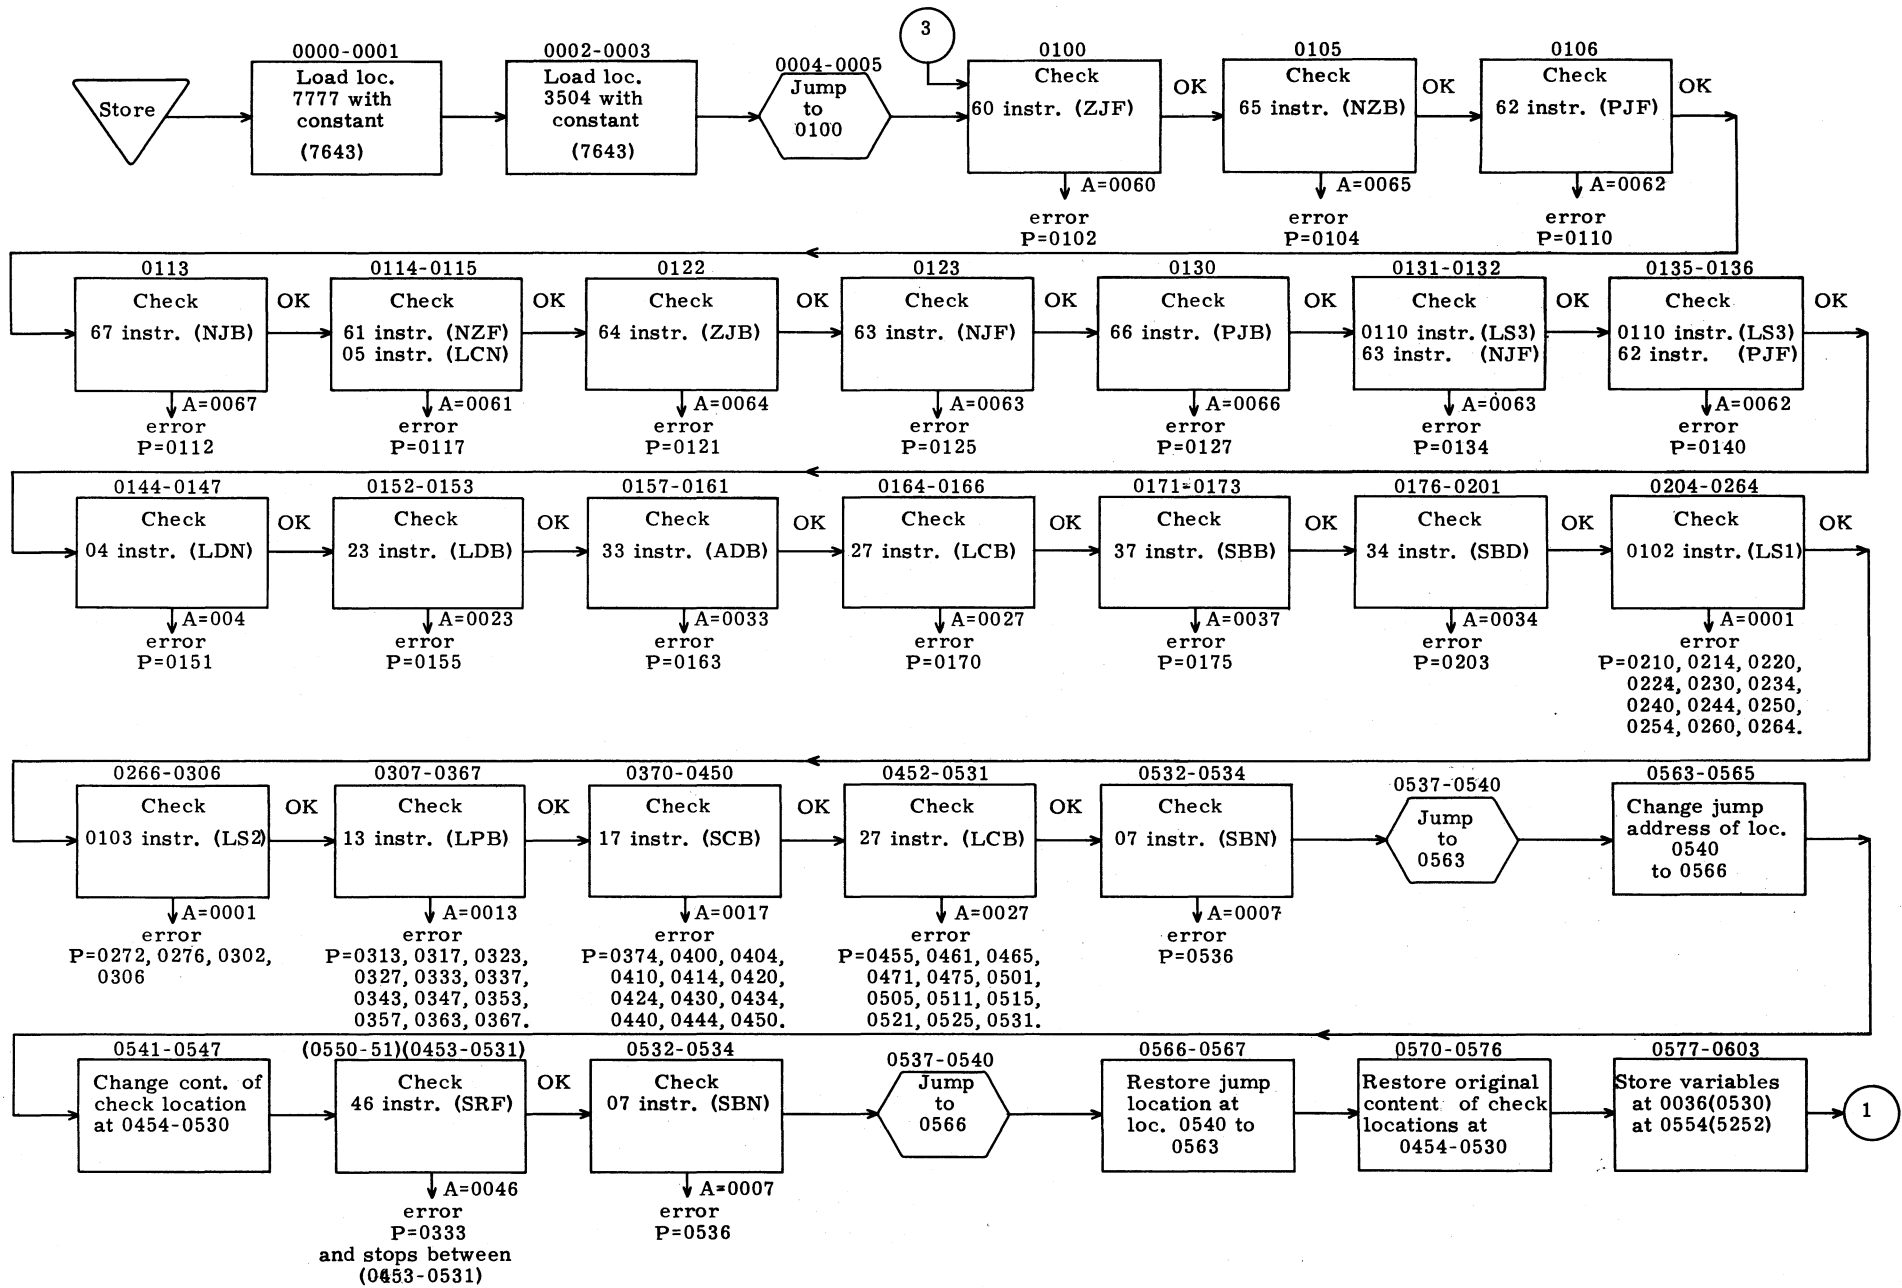 3
0000-0001
0002-0003
0004-0005
0100
0105
0106
Store
Load loc.
7777 with
constant
(7643)
Load loc.
3504 with
constant
(7643)
Jump
to
0100
Check
60 instr. (ZJF)
OK
Check
65 instr. (NZB)
OK
Check
62 instr. (PJF)
OK
A=0060
error
P=0102
A=0065
error
P=0104
A=0062
error
P=0110
0113
Check
67 instr. (NJB)
OK
A=0067
error
P=0112
0114-0115
Check
61 instr. (NZF)
05 instr. (LCN)
OK
A=0061
error
P=0117
0122
Check
64 instr. (ZJB)
OK
A=0064
error
P=0121
0123
Check
63 instr. (NJF)
OK
A=0063
error
P=0125
0130
Check
66 instr. (PJB)
OK
A=0066
error
P=0127
0131-0132
Check
0110 instr. (LS3)
63 instr. (NJF)
OK
A=0063
error
P=0134
0135-0136
Check
0110 instr. (LS3)
62 instr. (PJF)
OK
A=0062
error
P=0140
0144-0147
Check
04 instr. (LDN)
OK
A=004
error
P=0151
0152-0153
Check
23 instr. (LDB)
OK
A=0023
error
P=0155
0157-0161
Check
33 instr. (ADB)
OK
A=0033
error
P=0163
0164-0166
Check
27 instr. (LCB)
OK
A=0027
error
P=0170
0171-0173
Check
37 instr. (SBB)
OK
A=0037
error
P=0175
0176-0201
Check
34 instr. (SBD)
OK
A=0034
error
P=0203
0204-0264
Check
0102 instr. (LS1)
OK
A=0001
error
P=0210, 0214, 0220,
0224, 0230, 0234,
0240, 0244, 0250,
0254, 0260, 0264.
0266-0306
Check
0103 instr. (LS2)
OK
A=0001
error
P=0272, 0276, 0302,
0306
0307-0367
Check
13 instr. (LPB)
OK
A=0013
error
P=0313, 0317, 0323,
0327, 0333, 0337,
0343, 0347, 0353,
0357, 0363, 0367.
0370-0450
Check
17 instr. (SCB)
OK
A=0017
error
P=0374, 0400, 0404,
0410, 0414, 0420,
0424, 0430, 0434,
0440, 0444, 0450.
0452-0531
Check
27 instr. (LCB)
OK
A=0027
error
P=0455, 0461, 0465,
0471, 0475, 0501,
0505, 0511, 0515,
0521, 0525, 0531.
0532-0534
Check
07 instr. (SBN)
A=0007
error
P=0536
0537-0540
Jump
to
0563
0563-0565
Change jump
address of loc.
0540
to 0566
0541-0547
Change cont. of
check location
at 0454-0530
(0550-51)(0453-0531)
Check
46 instr. (SRF)
OK
A=0046
error
P=0333
and stops between
(0453-0531)
0532-0534
Check
07 instr. (SBN)
A=0007
error
P=0536
0537-0540
Jump
to
0566
0566-0567
Restore jump
location at
loc. 0540 to
0563
0570-0576
Restore original
content of check
locations at
0454-0530
0577-0603
Store variables
at 0036(0530)
at 0554(5252)
1